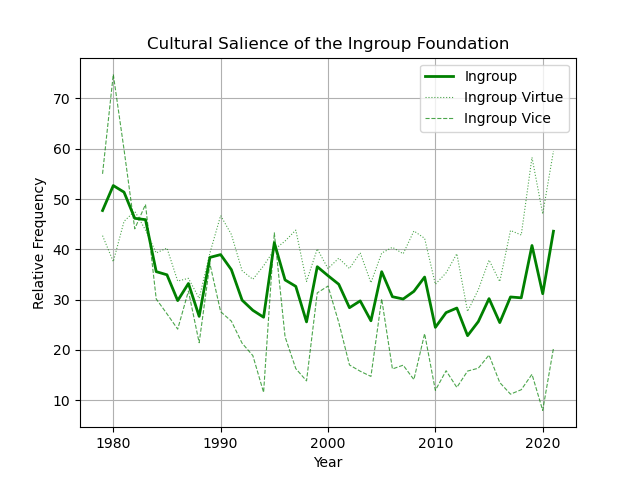 Cultural Salience of the Ingroup Foundation
Ingroup
Ingroup Virtue
Ingroup Vice
Relative Frequency
70
60
50
40
30
20
10
1980
1990
2000
2010
2020
Year